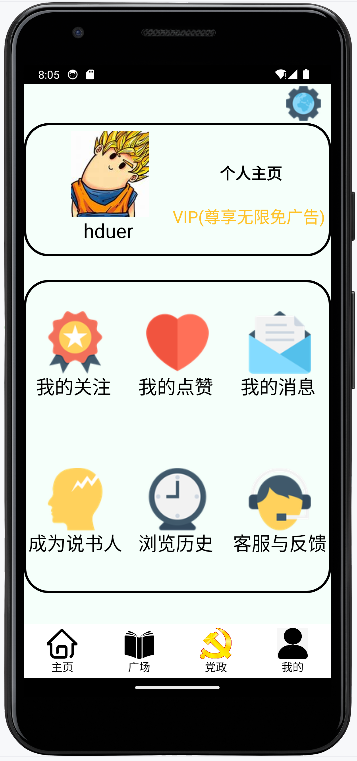 8:05
个人主页
VIP(尊享无限免广告)
hduer
我的关注 我的点赞 我的消息
成为说书人 浏览历史 客服与反馈
主页 广场 党政 我的